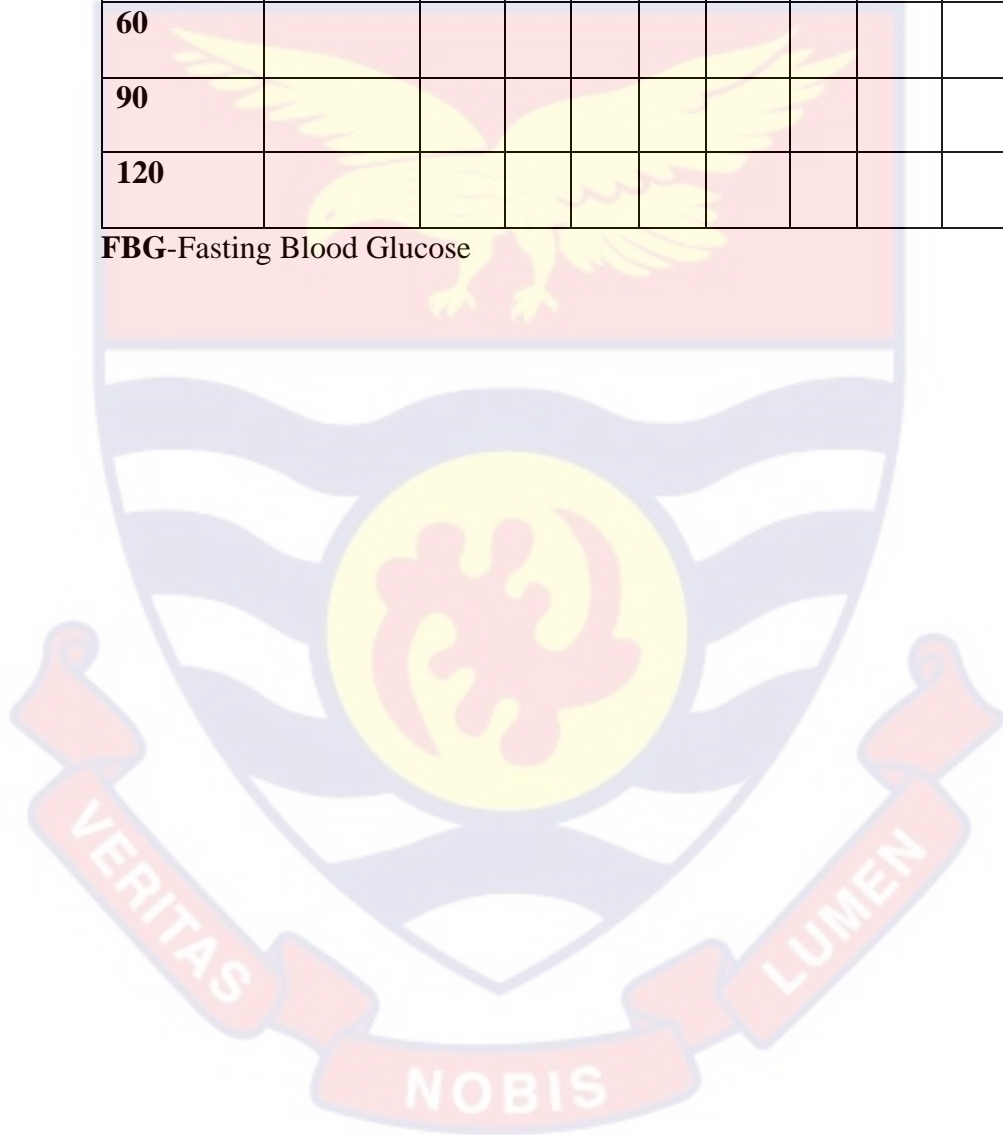 60
90
120
FBG-Fasting Blood Glucose
VERITAS
NOBIS
LUMEN